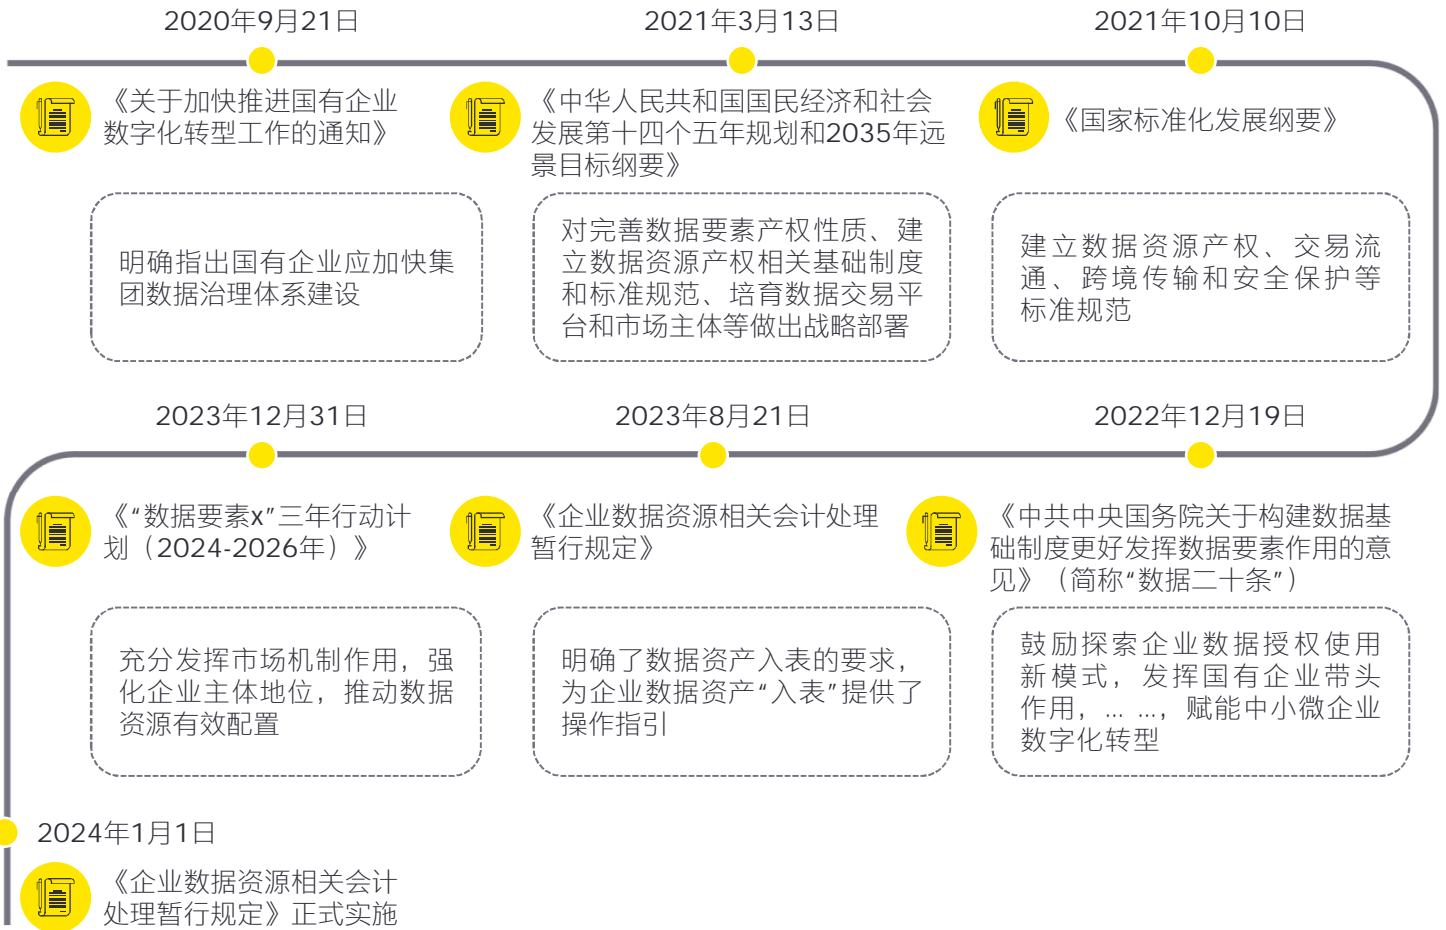 2020年9月21日
《关于加快推进国有企业
数字化转型工作的通知》
明确指出国有企业应加快集
团数据治理体系建设
2021年3月13日
《中华人民共和国国民经济和社会
发展第十四个五年规划和2035年远
景目标纲要》
对完善数据要素产权性质、建
立数据资源产权相关基础制度
和标准规范、培育数据交易平
台和市场主体等做出战略部署
2021年10月10日
《国家标准化发展纲要》
建立数据资源产权、交易流
通、跨境传输和安全保护等
标准规范
2022年12月19日
《中共中央国务院关于构建数据基
础制度更好发挥数据要素作用的意
见》（简称“数据二十条”）
鼓励探索企业数据授权使用
新模式，发挥国有企业带头
作用，... ...，赋能中小微企业
数字化转型
2023年8月21日
《企业数据资源相关会计处理
暂行规定》
明确了数据资产入表的要求，
为企业数据资产“入表”提供了
操作指引
2023年12月31日
《“数据要素x”三年行动计
划（2024-2026年）》
充分发挥市场机制作用，强
化企业主体地位，推动数据
资源有效配置
2024年1月1日
《企业数据资源相关会计
处理暂行规定》正式实施